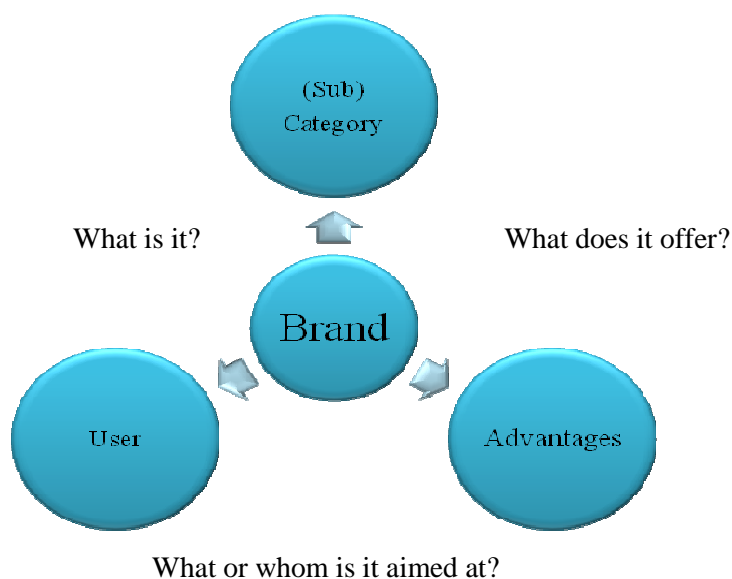 (Sub)
Category
What is it?
What does it offer?
Brand
User
Advantages
What or whom is it aimed at?